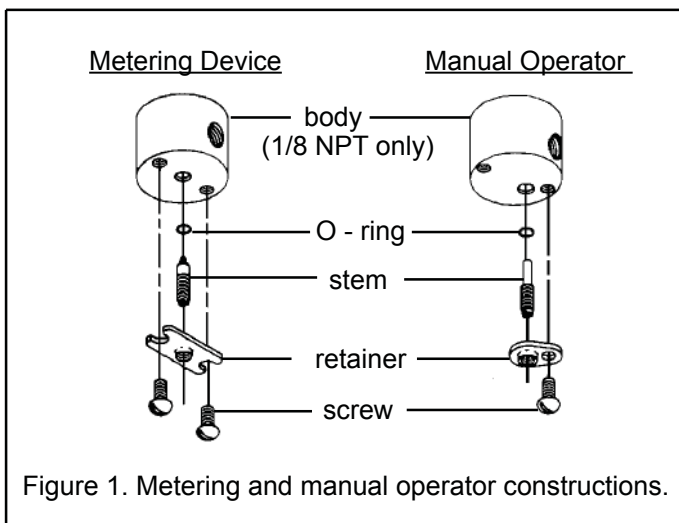 Metering Device
Manual Operator
body
(1/8 NPT only)
O - ring
stem
retainer
screw
Figure 1. Metering and manual operator constructions.